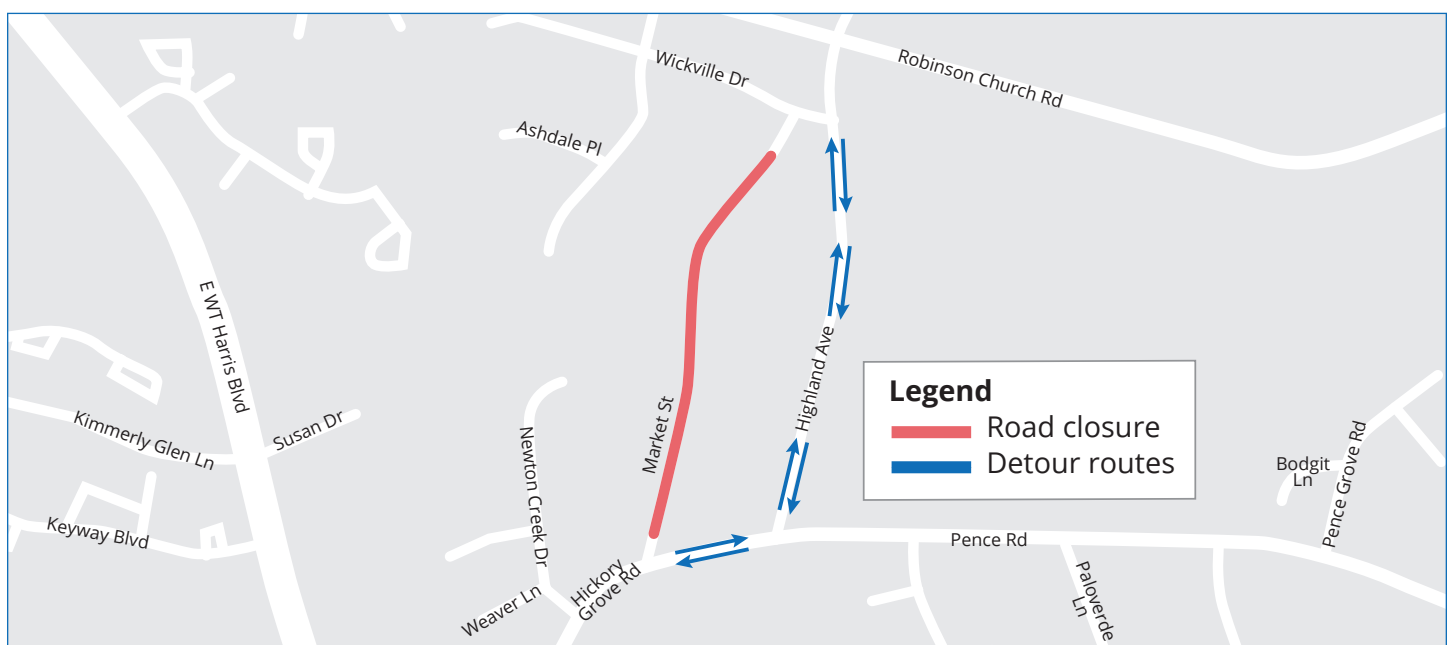 Wickville Dr
Robinson Church Rd
Ashdale Pl
E WT Harris Blvd
Highland Ave
Legend
Road closure
Detour routes
Market St
Kimmerly Glen Ln
Susan Dr
Newton Creek Dr
Bodgit
Ln
Pence Grove Rd
Keyway Blvd
Pence Rd
Hickory
Grove Rd
Weaver Ln
Paloverde
Ln